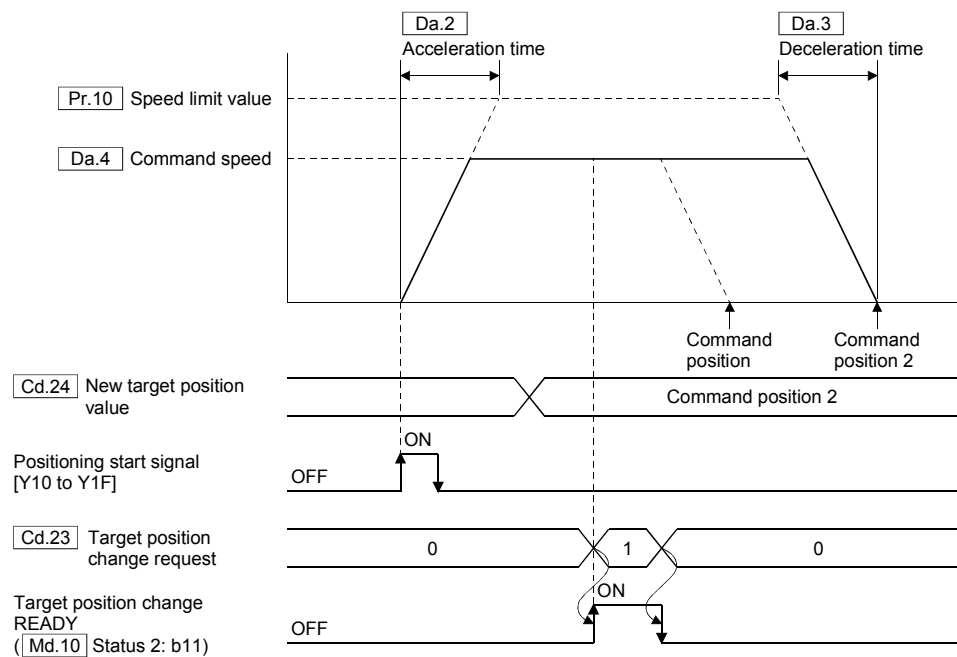 Da.2
Acceleration time
Da.3
Deceleration time
Pr.10 Speed limit value
Da.4 Command speed
Command
position
Command
position 2
Cd.24 New target position
value
Command position 2
Positioning start signal
[Y10 to Y1F]
OFF
ON
Cd.23 Target position
change request
0
1
0
Target position change
READY
( Md.10 Status 2: b11)
OFF
ON